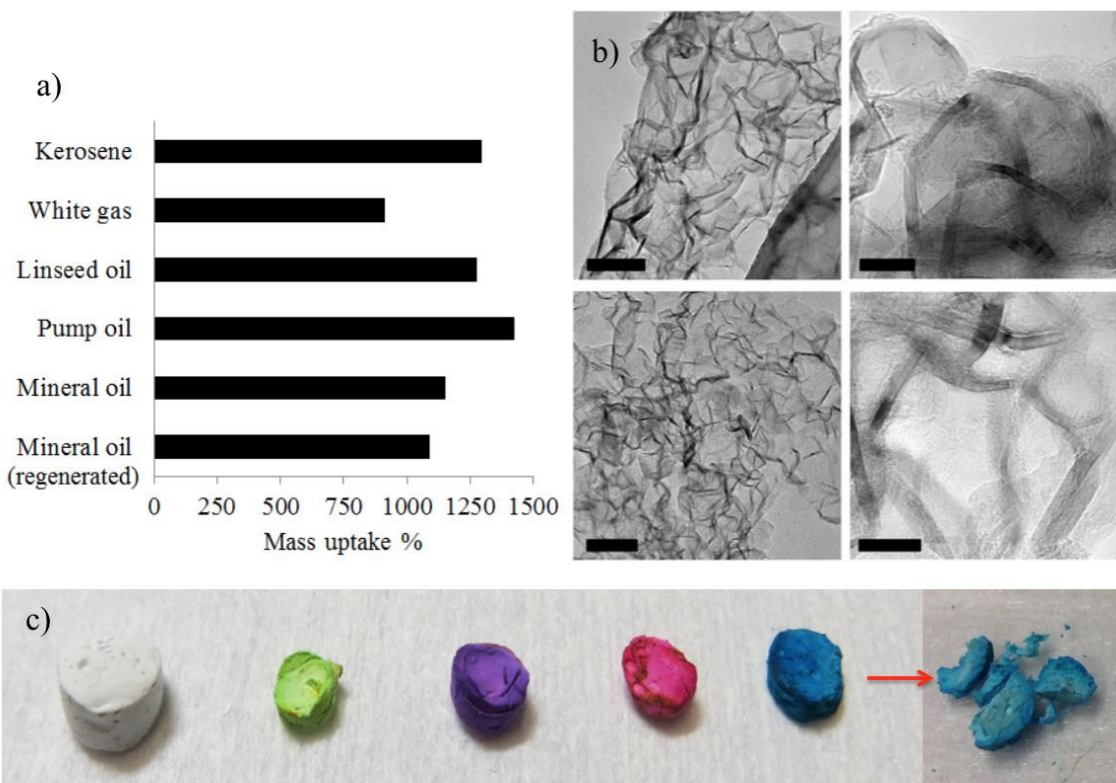 a)
Kerosene
White gas
Linseed oil
Pump oil
Mineral oil
Mineral oil
(regenerated)
0 250 500 750 1000 1250 1500
Mass uptake %
b)
c)